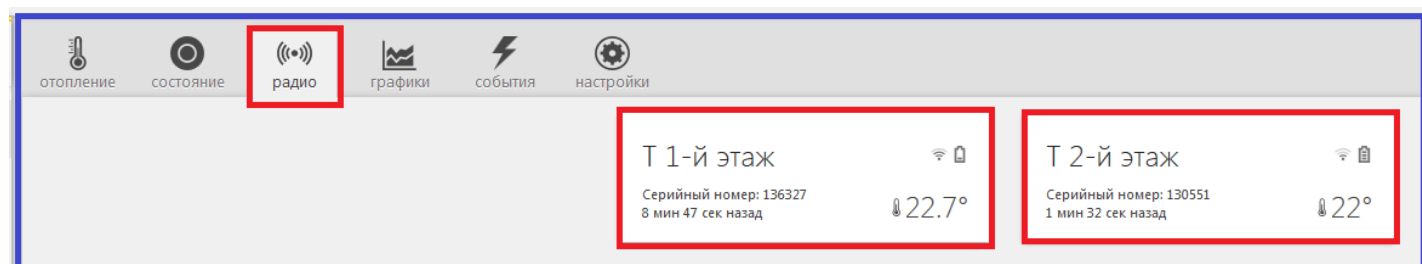 отопление состояние радио графики события настройки
Т 1-й этаж
Серийный номер: 136327
8 мин 47 сек назад
22.7°
Т 2-й этаж
Серийный номер: 130551
1 мин 32 сек назад
22°